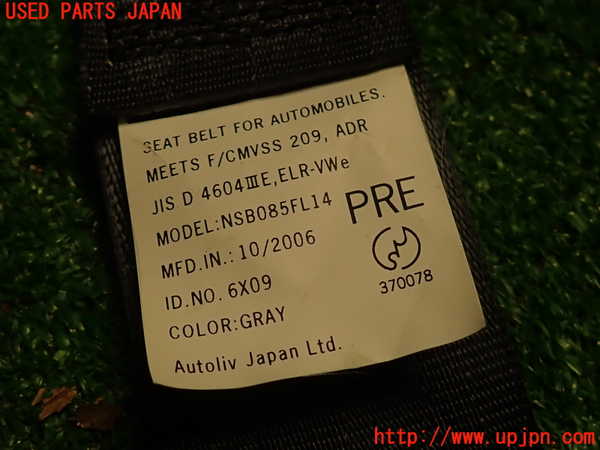 USED PARTS JAPAN
SEAT BELT FOR AUTOMOBILES.
MEETS F/CMVSS 209, ADR
JIS D 4604ⅢE,ELR-VWe
MODEL:NSB085FL14
PRE
MFD.IN.:10/2006
ID.NO. 6X09
370078
COLOR:GRAY
Autoliv Japan Ltd.
http://www.upjpn.com/